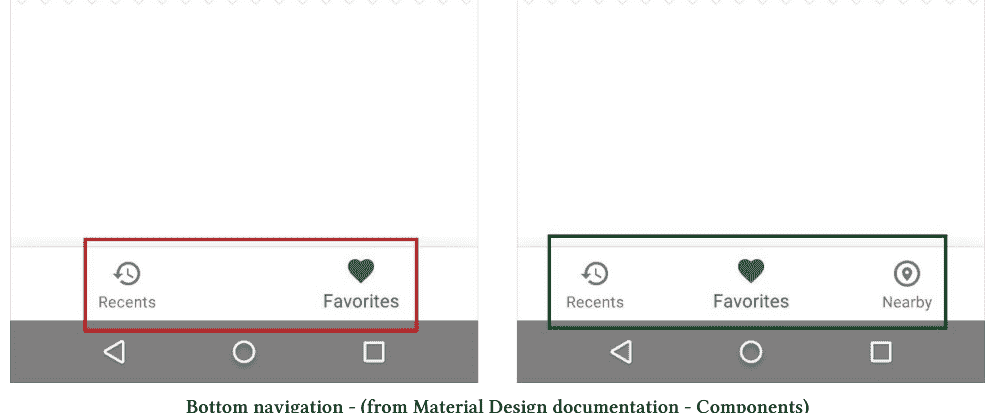 Recents Favorites
Recents Favorites Nearby
Bottom navigation - (from Material Design documentation - Components)